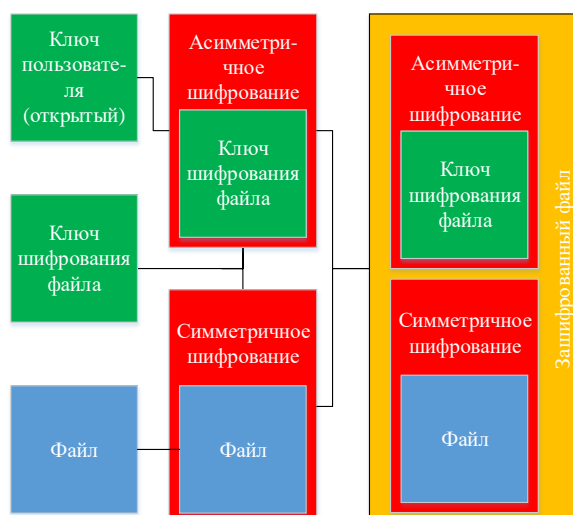 Ключ
пользовате-
ля
(открытый)
Асимметри-
чное
шифрование
Ключ
шифрования
файла
Ключ
шифрования
файла
Симметричное
шифрование
Файл
Файл
Асимметри-
чное
шифрование
Ключ
шифрования
файла
Симметричное
шифрование
Файл
Зашифрованный файл